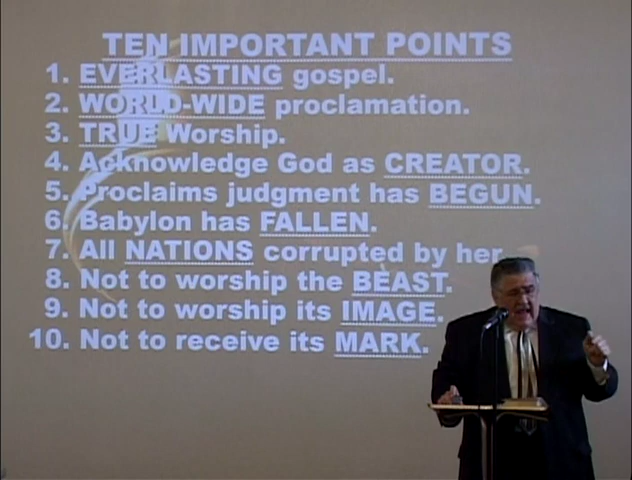 TEN IMPORTANT POINTS
1. EVERLASTING gospel.
2. WORLD-WIDE proclamation.
3. TRUE Worship.
4. Acknowledge God as CREATOR.
5. Proclaims judgment has BEGUN.
6. Babylon has FALLEN.
7. All NATIONS corrupted by her.
8. Not to worship the BEAST.
9. Not to worship its IMAGE.
10. Not to receive its MARK.